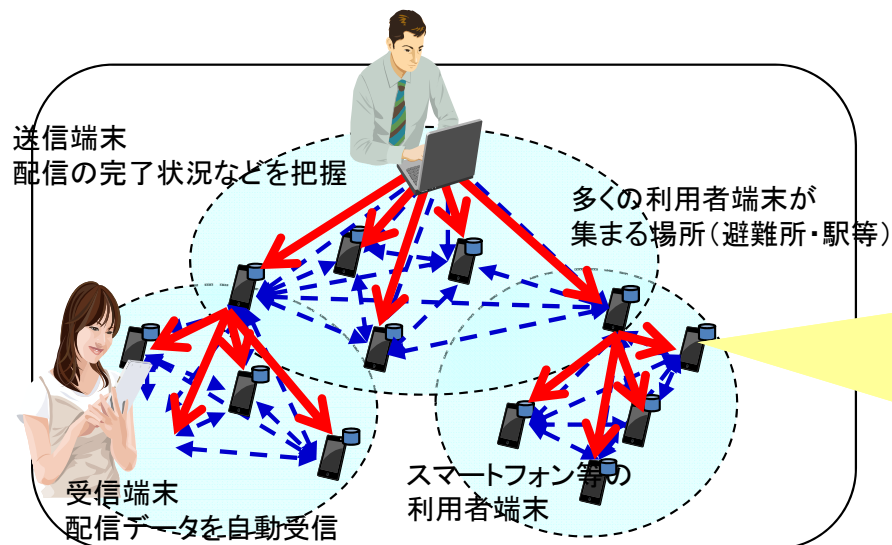 送信端末
配信の完了状況などを把握
多くの利用者端末が
集まる場所（避難所・駅等）
スマートフォン等の
利用者端末
受信端末
配信データを自動受信